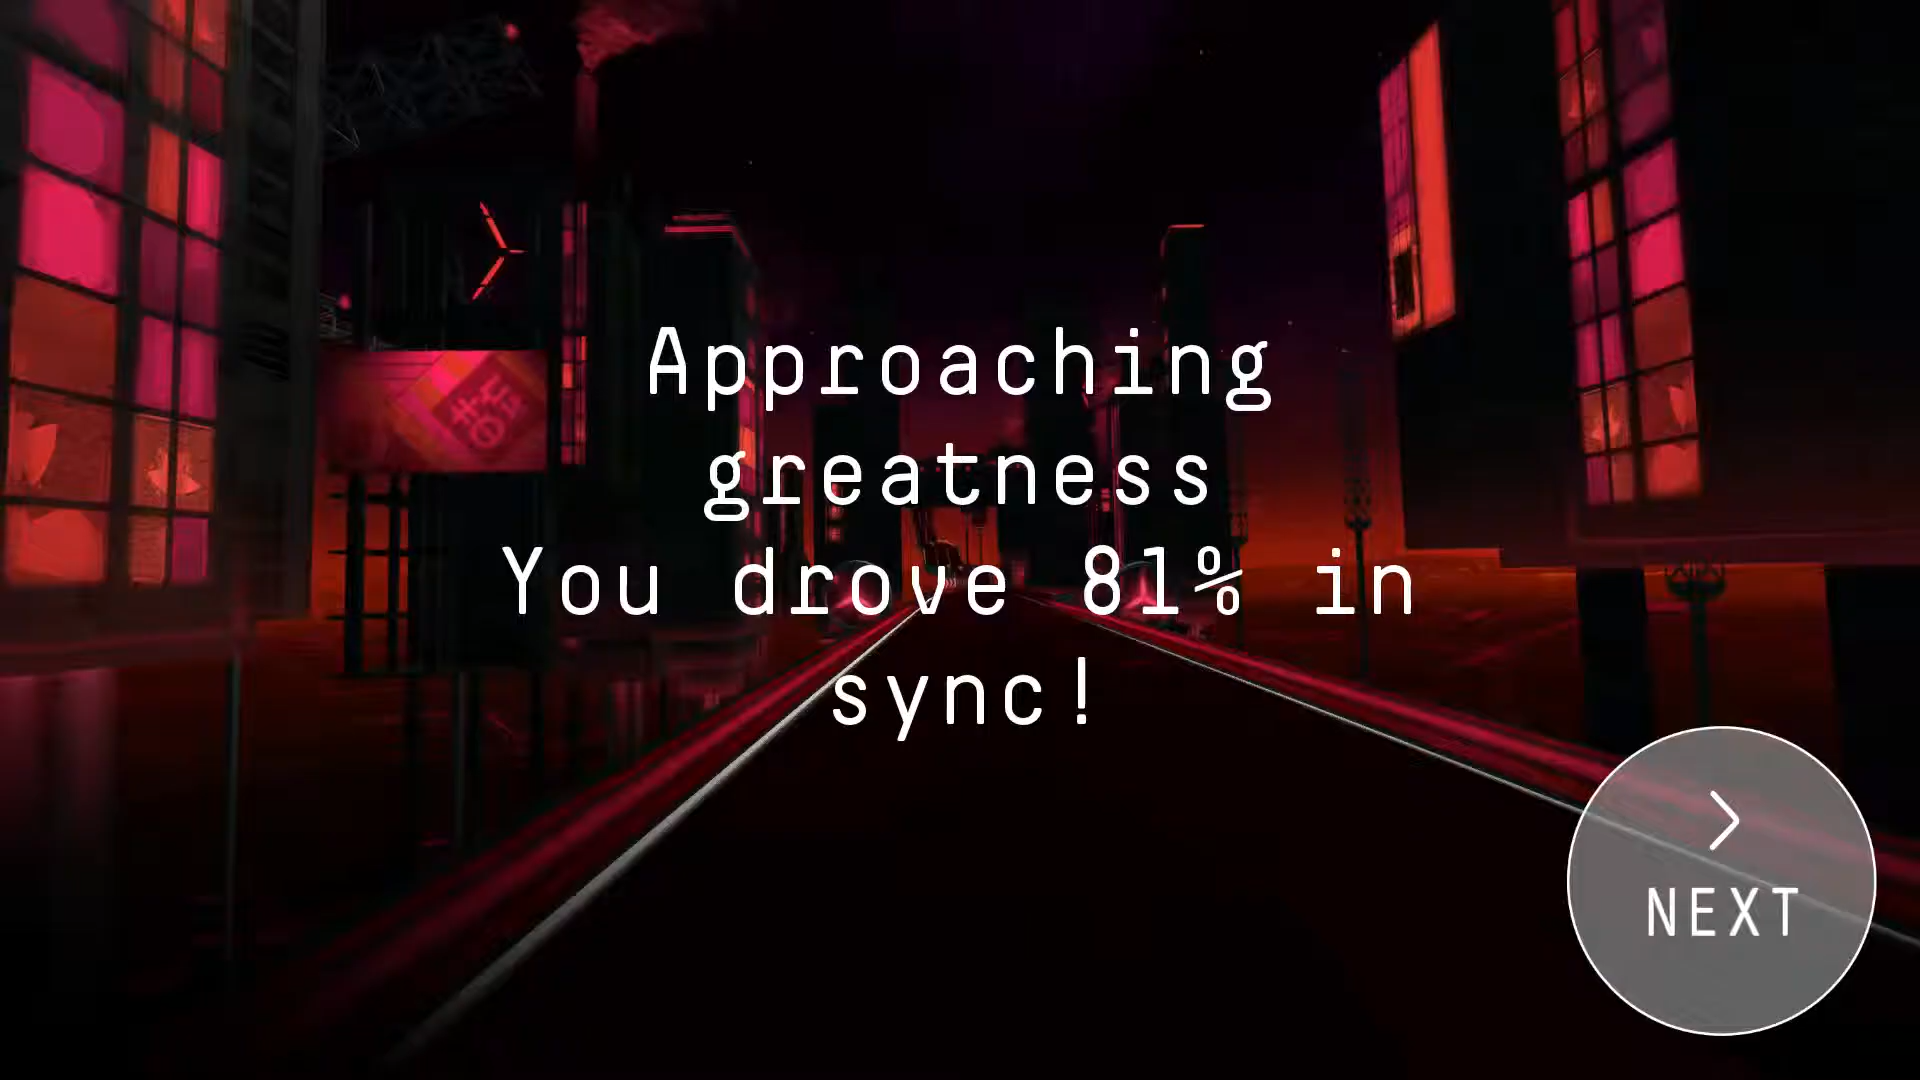 Approaching
greatness
You drove 81% in
sync!
NEXT